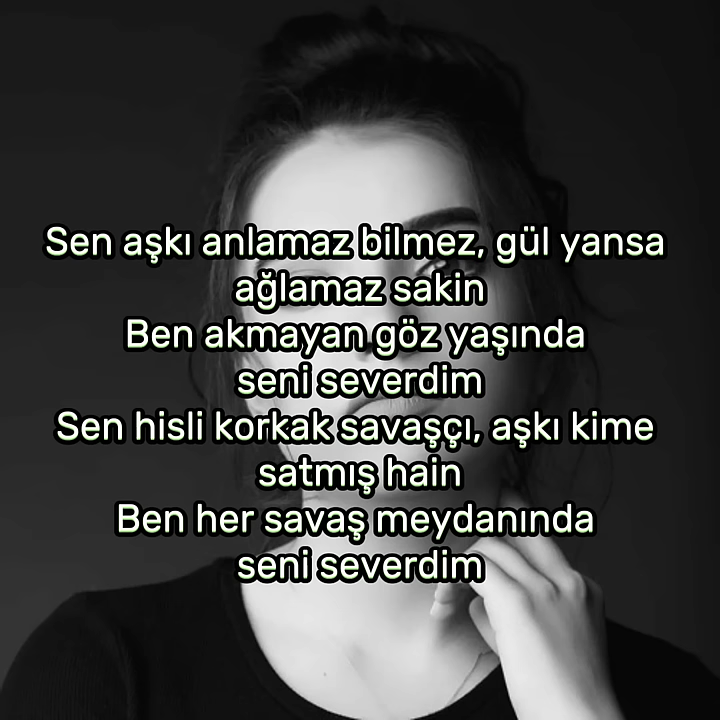 Sen aşkı anlamaz bilmez, gül yansa
ağlamaz sakin
Ben akmayan göz yaşında
seni severdim
Sen hisli korkak savaşçı, aşkı kime
satmış hain
Ben her savaş meydanında
seni severdim